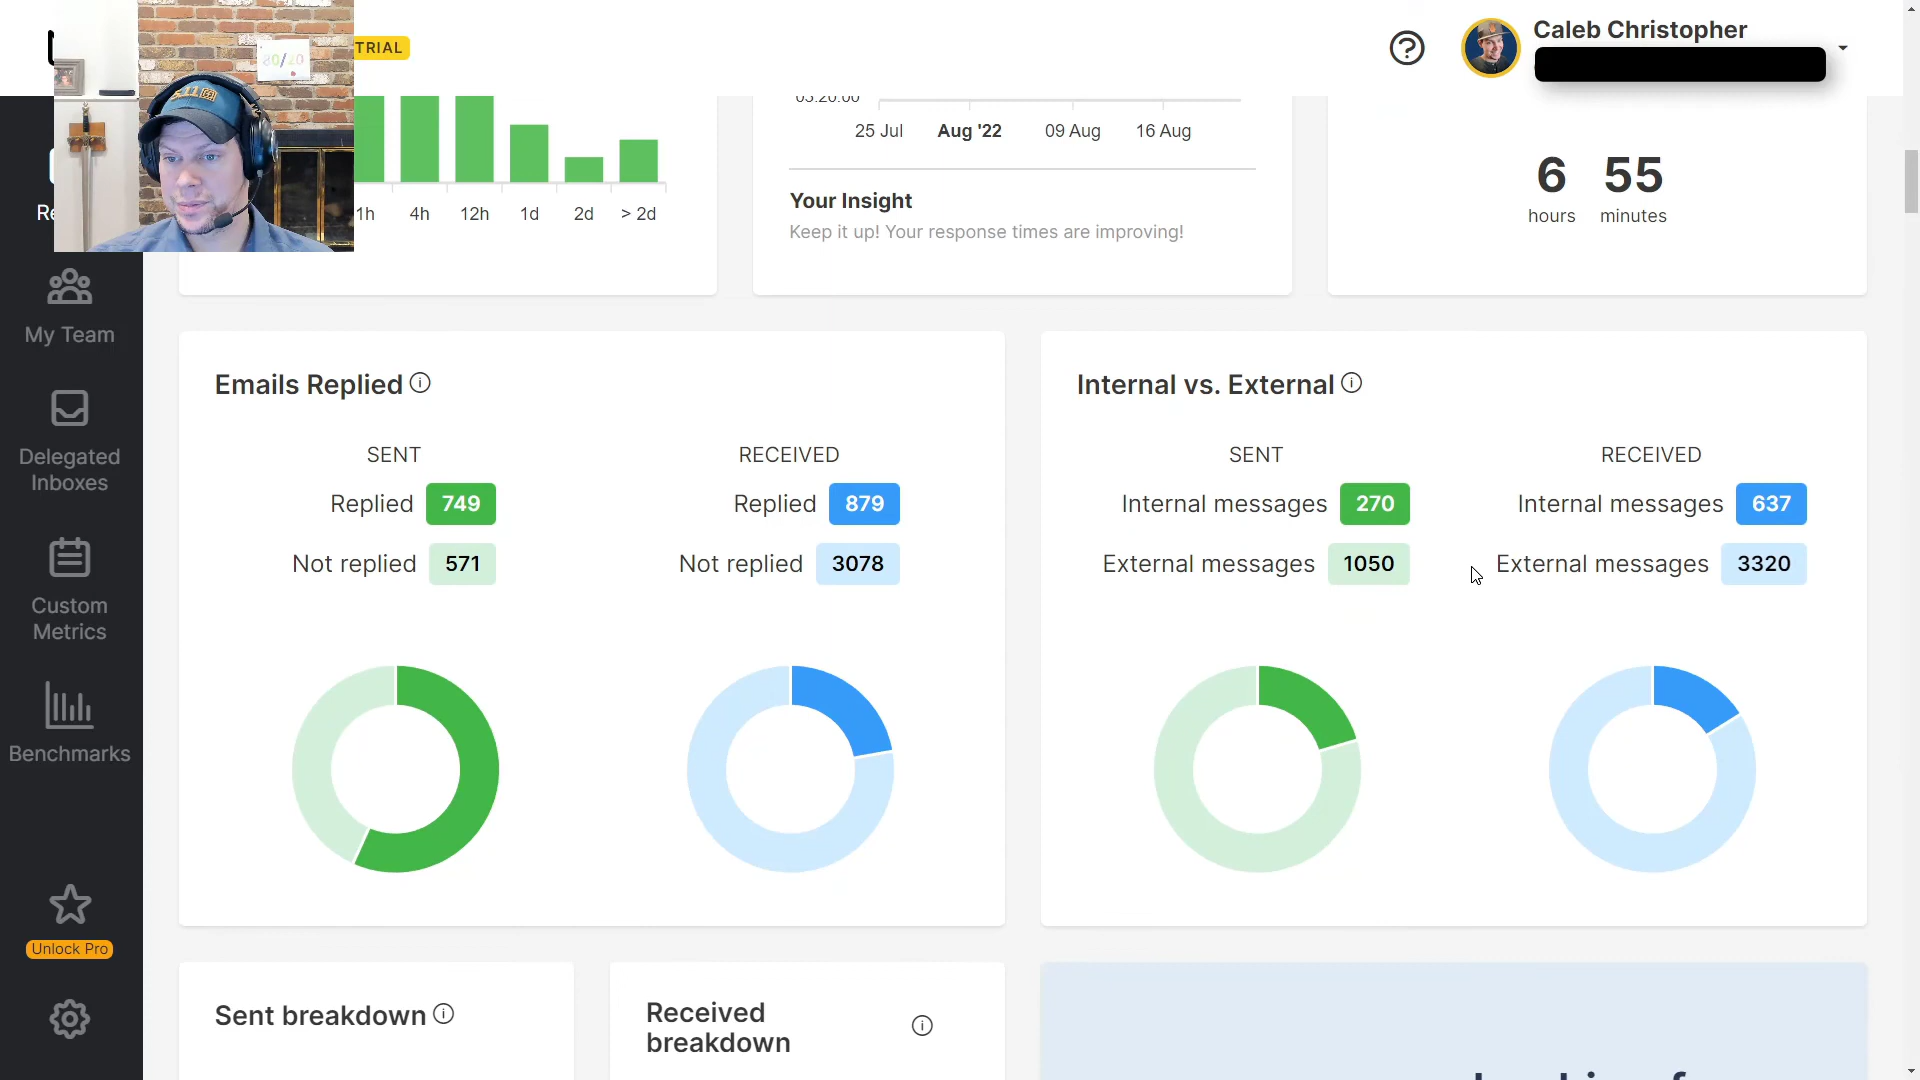 TRIAL
Caleb Christopher
80/20
1h 4h 12h 1d 2d > 2d
25 Jul Aug '22 09 Aug 16 Aug
Your Insight
Keep it up! Your response times are improving!
6 55
hours minutes
My Team
Delegated
Inboxes
Custom
Metrics
Benchmarks
Unlock Pro
Emails Replied
SENT
Replied 749
Not replied 571
RECEIVED
Replied 879
Not replied 3078
Internal vs. External
SENT
Internal messages 270
External messages 1050
RECEIVED
Internal messages 637
External messages 3320
Sent breakdown
Received
breakdown